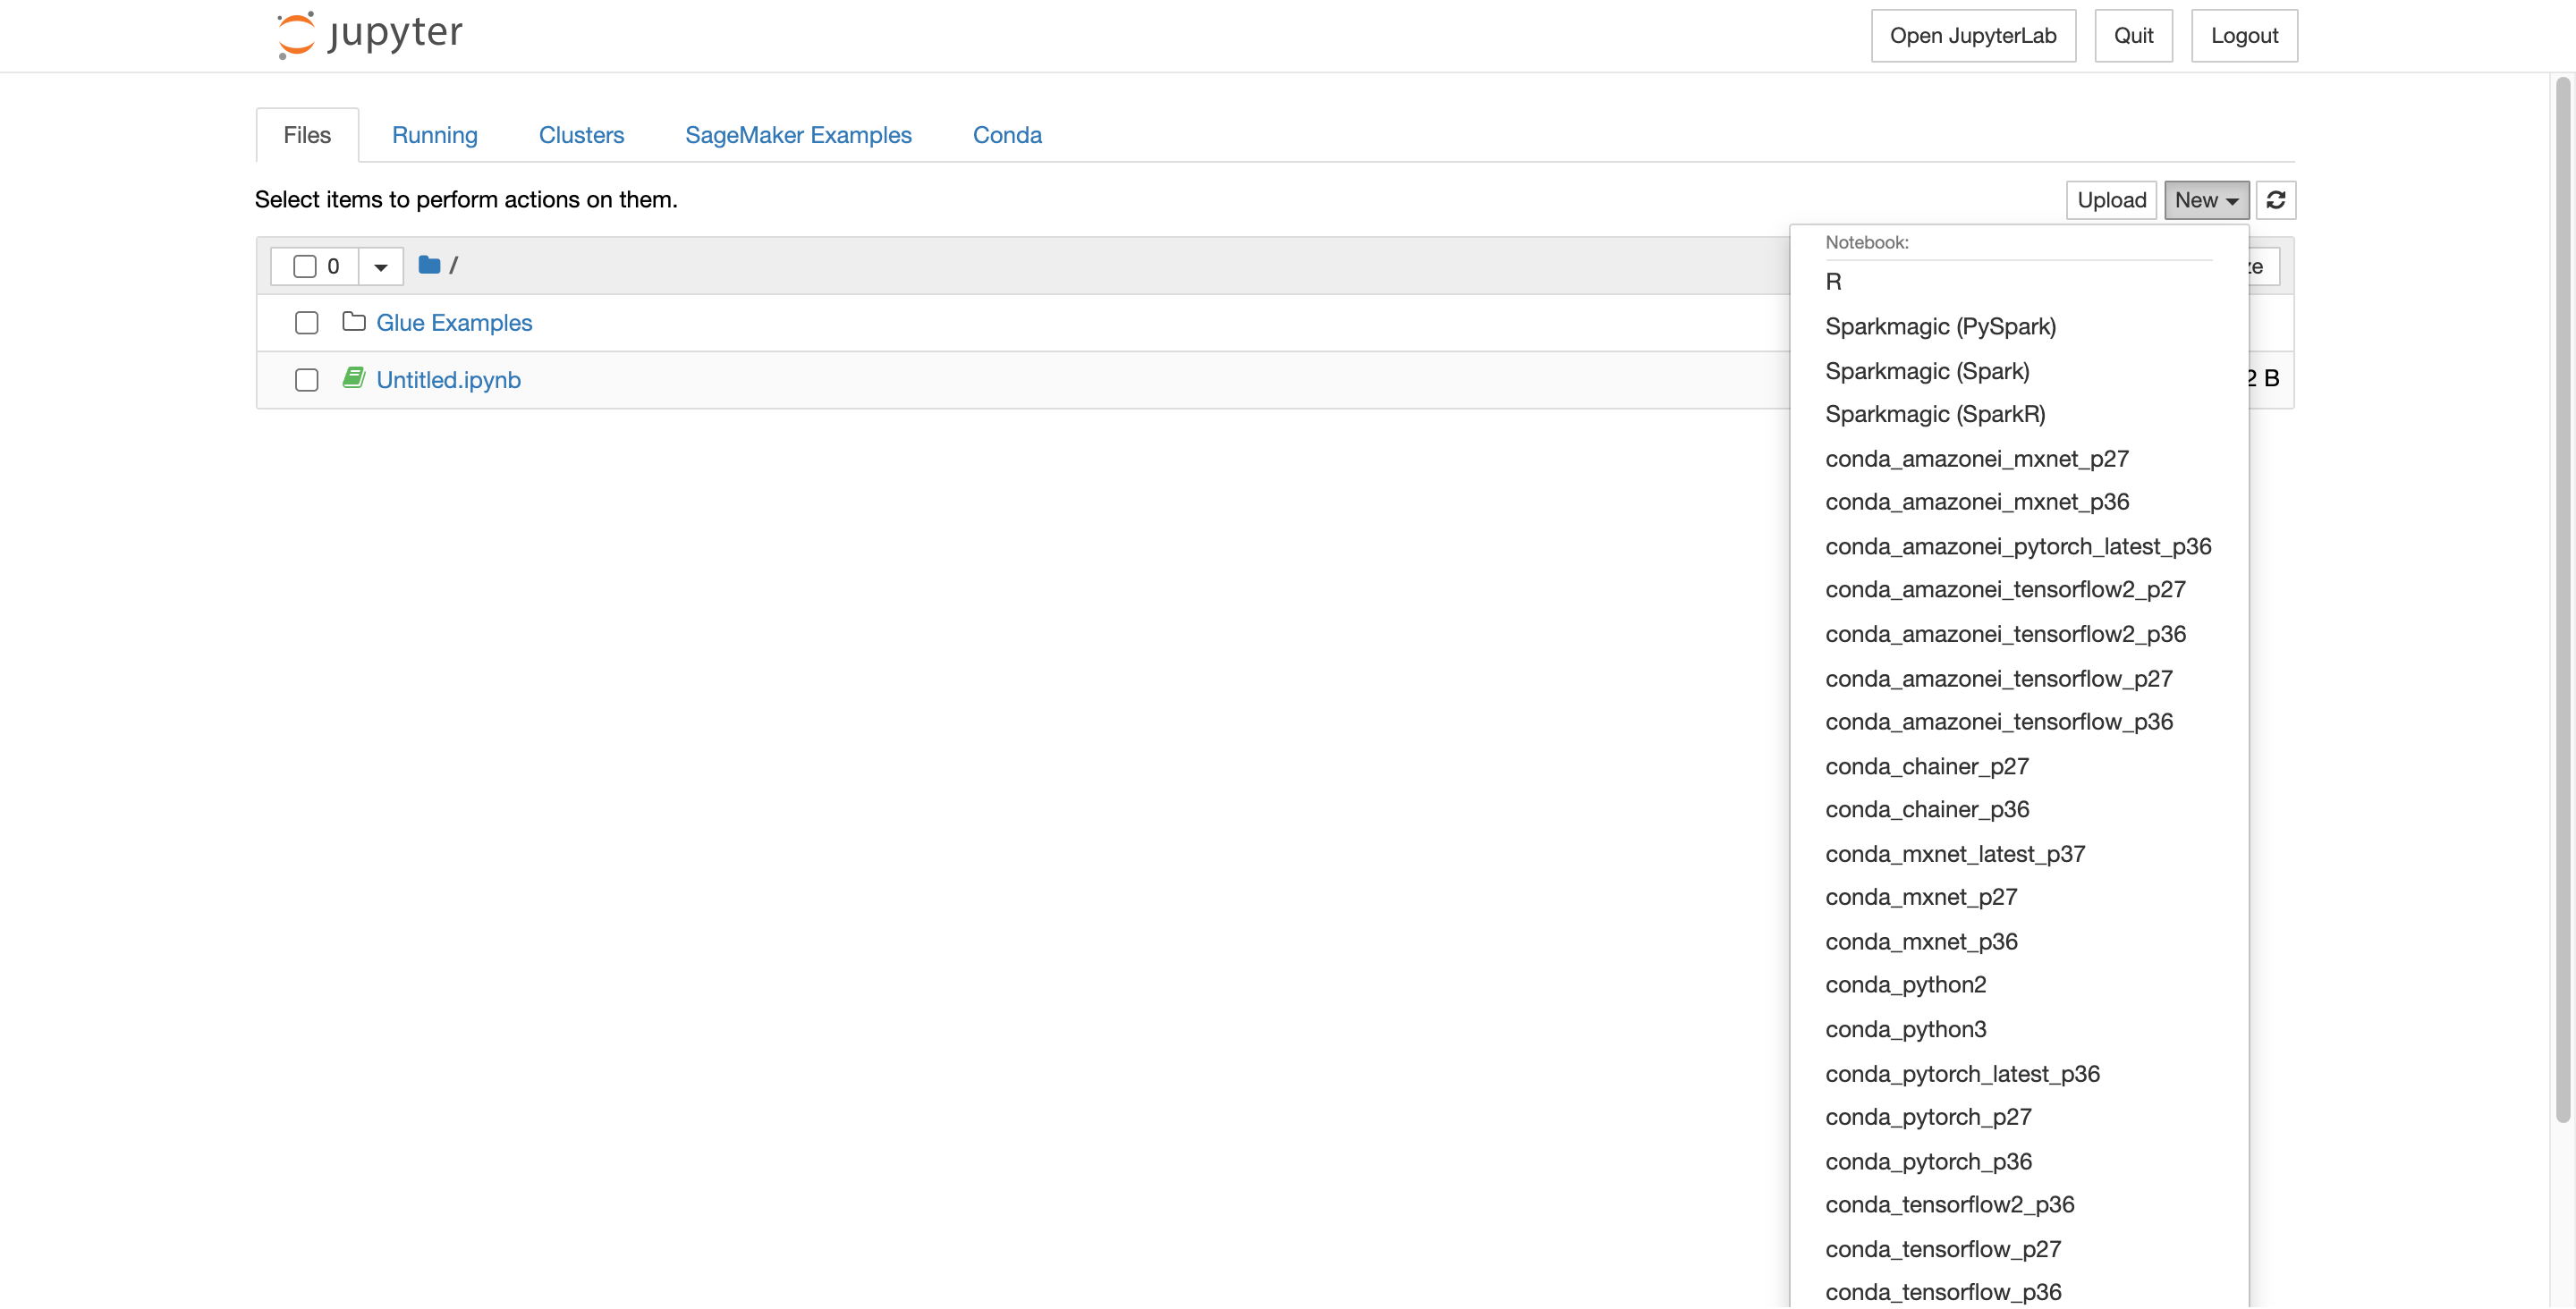 jupyter
Open JupyterLab Quit Logout
Files Running Clusters SageMaker Examples Conda
Select items to perform actions on them.
Upload New
0 /
Glue Examples
Untitled.ipynb
2 B
Notebook:
R
Sparkmagic (PySpark)
Sparkmagic (Spark)
Sparkmagic (SparkR)
conda_amazonei_mxnet_p27
conda_amazonei_mxnet_p36
conda_amazonei_pytorch_latest_p36
conda_amazonei_tensorflow2_p27
conda_amazonei_tensorflow2_p36
conda_amazonei_tensorflow_p27
conda_amazonei_tensorflow_p36
conda_chainer_p27
conda_chainer_p36
conda_mxnet_latest_p37
conda_mxnet_p27
conda_mxnet_p36
conda_python2
conda_python3
conda_pytorch_latest_p36
conda_pytorch_p27
conda_pytorch_p36
conda_tensorflow2_p36
conda_tensorflow_p27
conda_tensorflow_p36